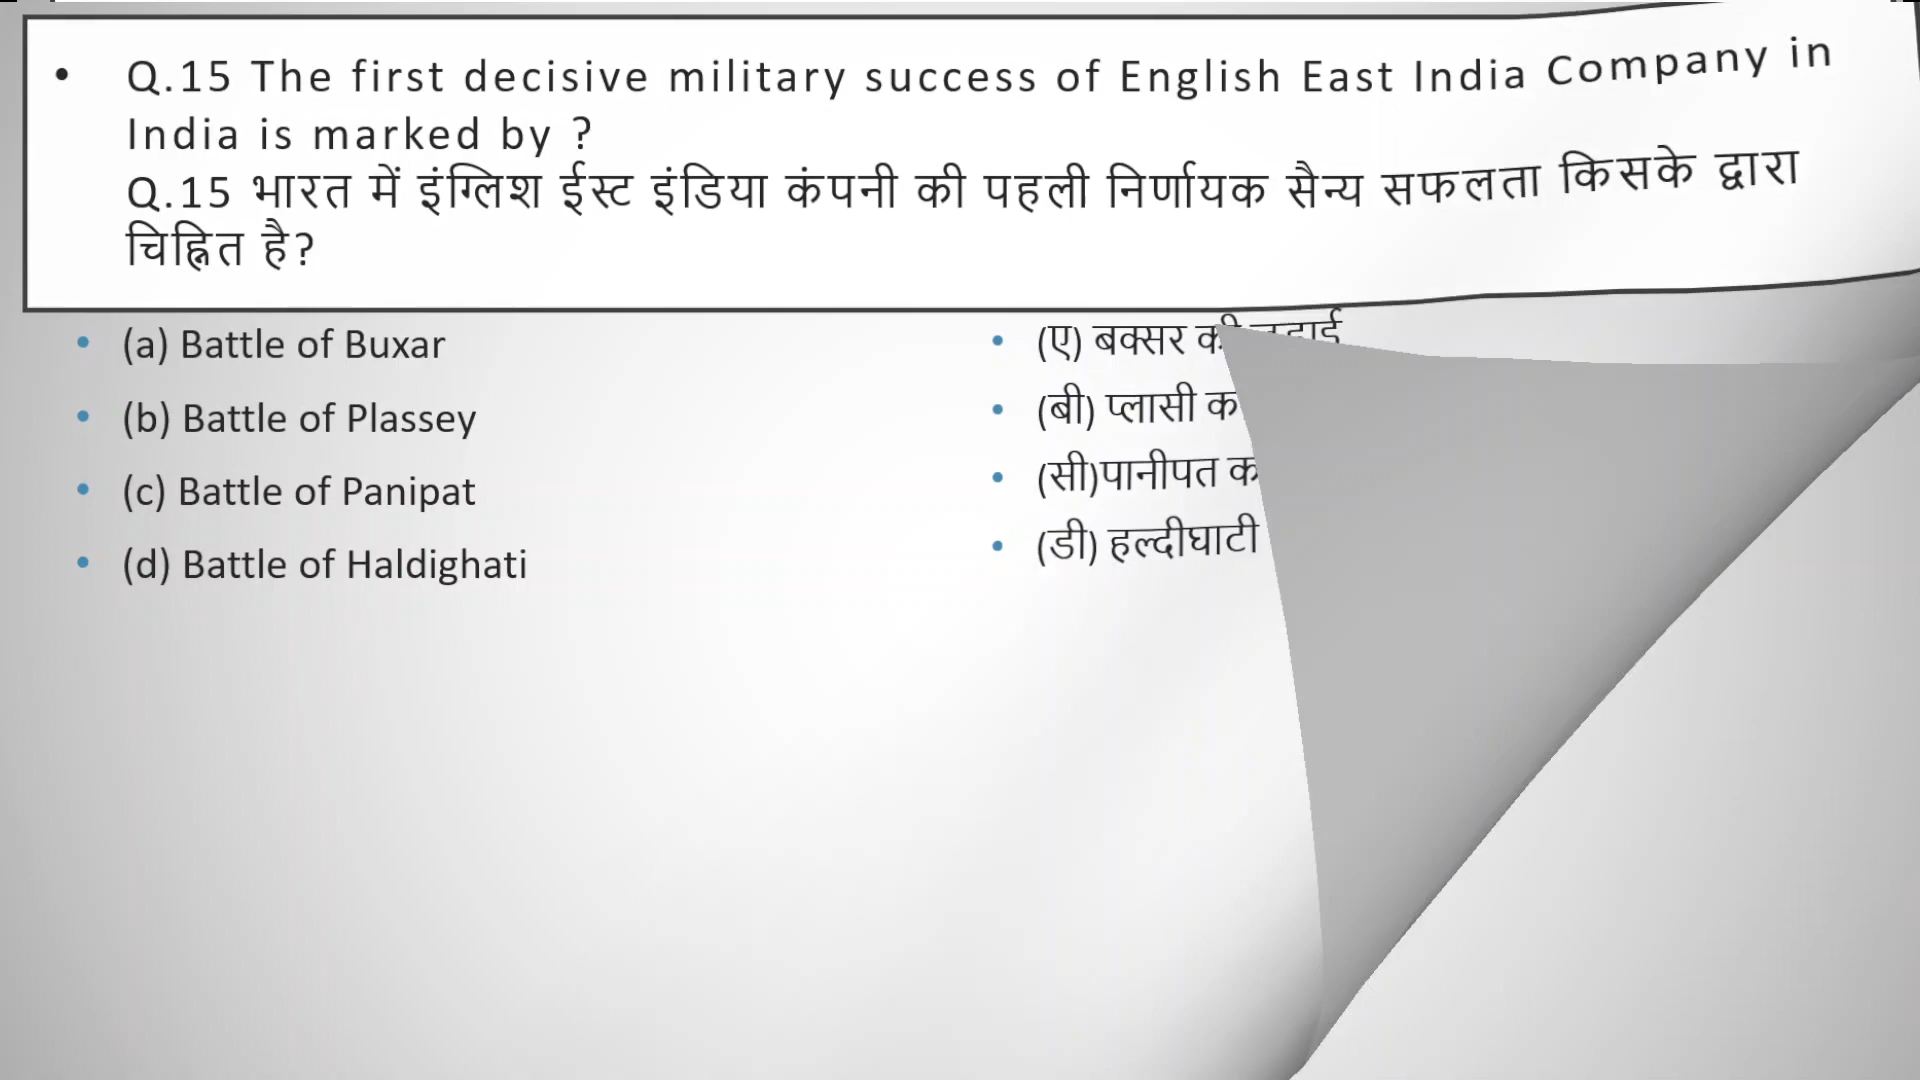 • Q.15 The first decisive military success of English East India Company in
India is marked by ?
Q.15 भारत में इंग्लिश ईस्ट इंडिया कंपनी की पहली निर्णायक सैन्य सफलता किसके द्वारा
चिह्नित है?
• (a) Battle of Buxar
• (b) Battle of Plassey
• (c) Battle of Panipat
• (d) Battle of Haldighati
• (ए) बक्सर
• (बी) प्लासी
• (सी)पानीपत
• (डी) हल्दीघाटी